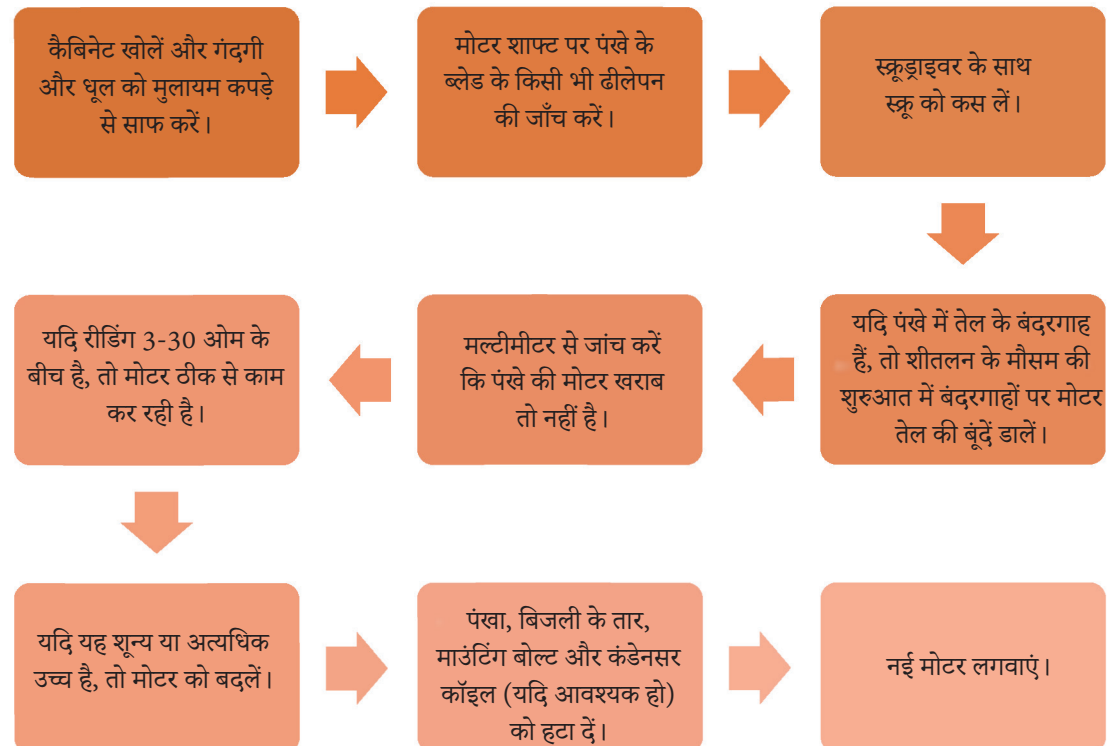 कैबिनेट खोलें और गंदगी
और धूल को मुलायम कपड़े
से साफ करें।
मोटर शाफ्ट पर पंखे के
ब्लेड के किसी भी ढीलेपन
की जाँच करें।
स्क्रूड्राइवर के साथ
स्क्रू को कस लें।
यदि पंखे में तेल के बंदरगाह
हैं, तो शीतलन के मौसम की
शुरुआत में बंदरगाहों पर मोटर
तेल की बूंदें डालें।
मल्टीमीटर से जांच करें
कि पंखे की मोटर खराब
तो नहीं है।
यदि रीडिंग 3-30 ओम के
बीच है, तो मोटर ठीक से काम
कर रही है।
यदि यह शून्य या अत्यधिक
उच्च है, तो मोटर को बदलें।
पंखा, बिजली के तार,
माउंटिंग बोल्ट और कंडेनसर
कॉइल (यदि आवश्यक हो)
को हटा दें।
नई मोटर लगवाएं।